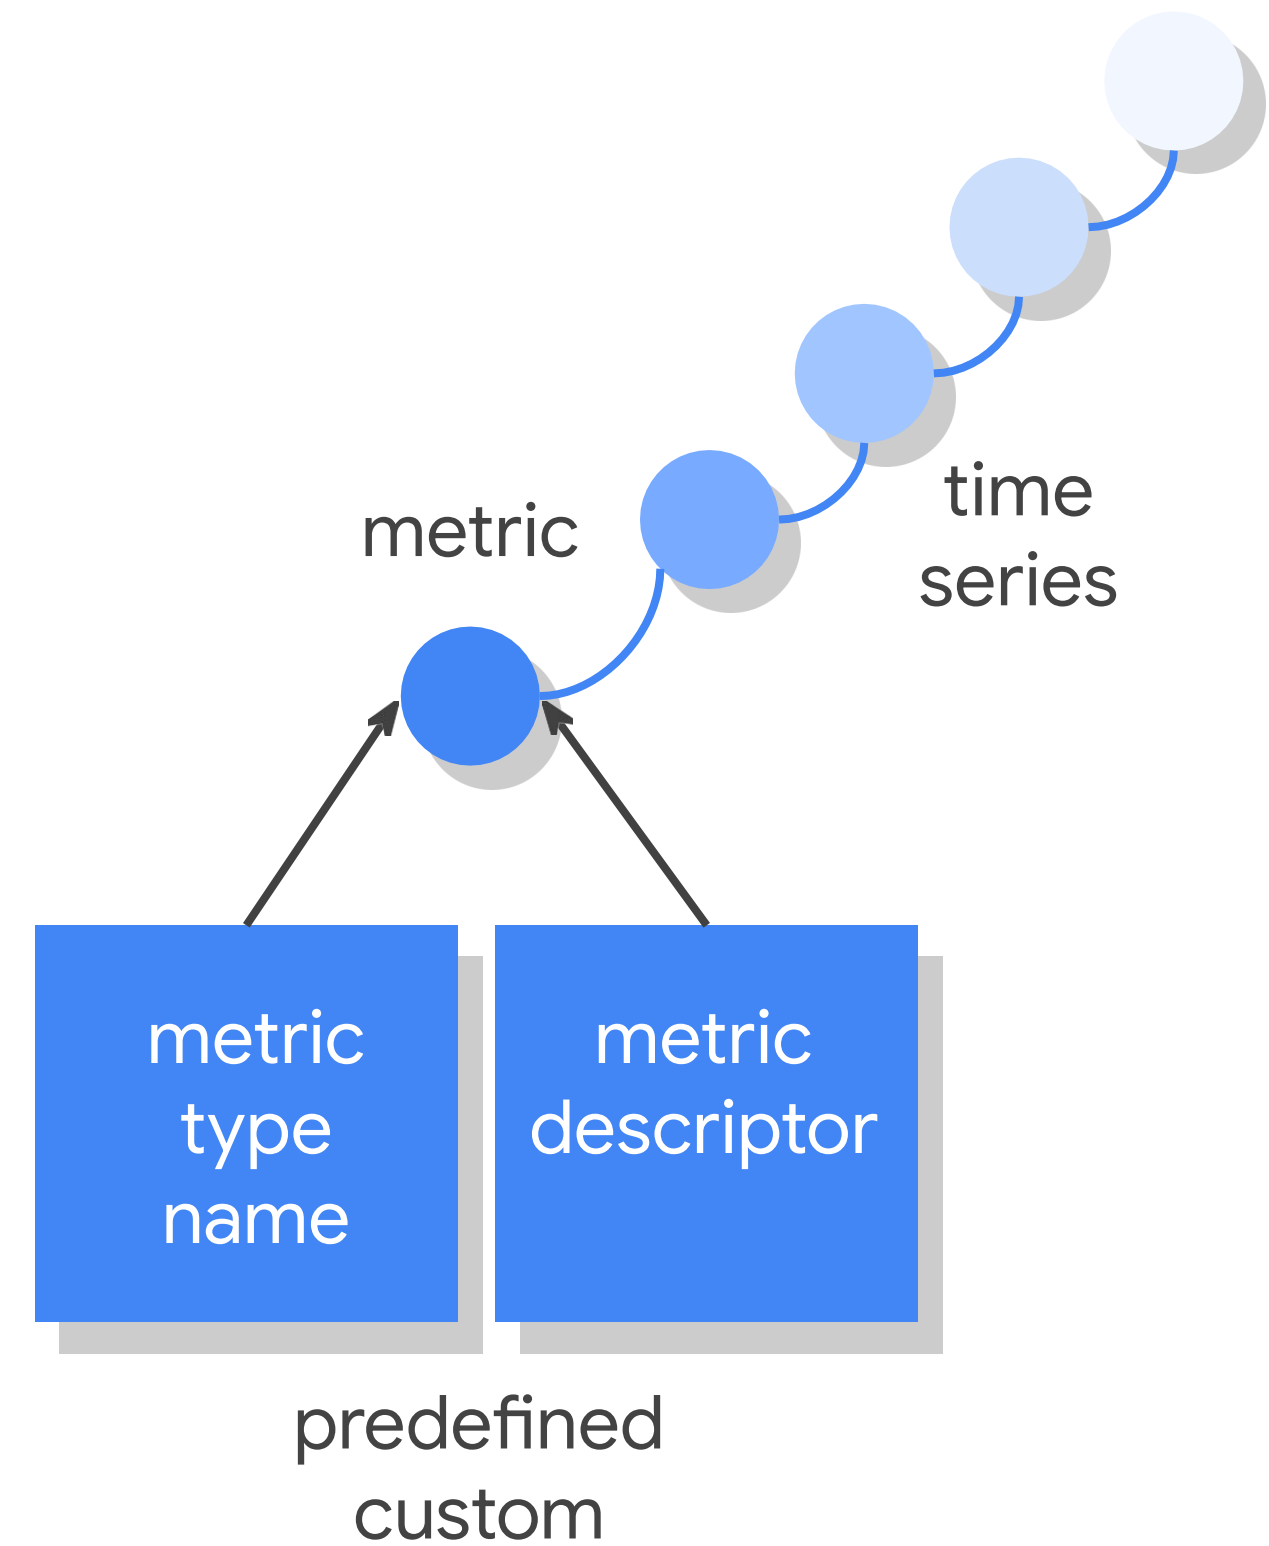 metric
time
series
metric
type
name
metric
descriptor
predefined
custom